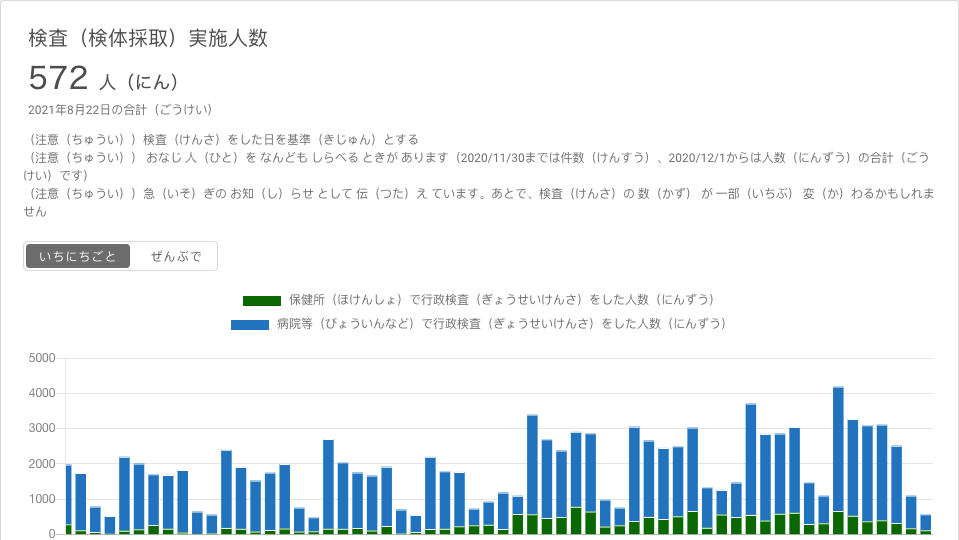 検査（検体採取）実施人数
572 人（にん）
2021年8月22日の合計（ごうけい）
（注意（ちゅうい））検査（けんさ）をした日を基準（きじゅん）とする
（注意（ちゅうい）） おなじ 人（ひと）を なんども しらべる ときが あります（2020/11/30までは件数（けんすう）、2020/12/1からは人数（にんずう）の合計（ごう
けい）です）
（注意（ちゅうい））急（いそ）ぎの お知（し）らせ として 伝（つた）え ています。あとで、検査（けんさ）の 数（かず） が 一部（いちぶ） 変（か）わるかもしれま
せん
いちにちごと ぜんぶで
保健所（ほけんしょ）で行政検査（ぎょうせいけんさ）をした人数（にんずう）
病院等（びょういんなど）で行政検査（ぎょうせいけんさ）をした人数（にんずう）
5000
4000
3000
2000
1000
0